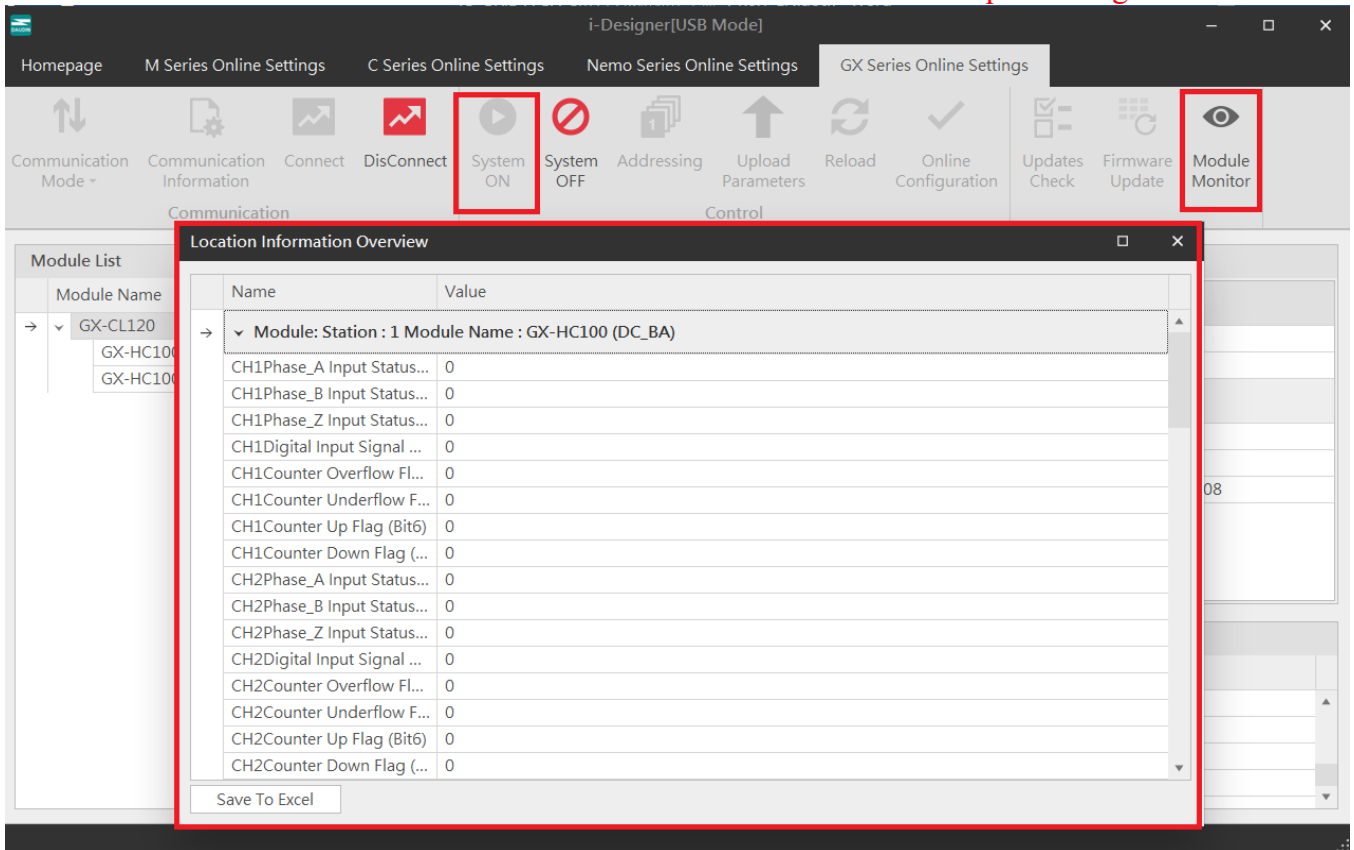 i-Designer[USB Mode]
Homepage M Series Online Settings C Series Online Settings Nemo Series Online Settings GX Series Online Settings
Communication Mode Communication Information Connect DisConnect System ON System OFF Addressing Upload Parameters Reload Online Configuration Updates Check Firmware Update Module Monitor
Communication Control
Location Information Overview
Module List
Module Name
GX-CL120
GX-HC100
GX-HC100
Name Value
Module: Station : 1 Module Name : GX-HC100 (DC_BA)
CH1Phase_A Input Status... 0
CH1Phase_B Input Status... 0
CH1Phase_Z Input Status... 0
CH1Digital Input Signal ... 0
CH1Counter Overflow Fl... 0
CH1Counter Underflow F... 0
CH1Counter Up Flag (Bit6) 0
CH1Counter Down Flag (... 0
CH2Phase_A Input Status... 0
CH2Phase_B Input Status... 0
CH2Phase_Z Input Status... 0
CH2Digital Input Signal ... 0
CH2Counter Overflow Fl... 0
CH2Counter Underflow F... 0
CH2Counter Up Flag (Bit6) 0
CH2Counter Down Flag (... 0
08
Save To Excel